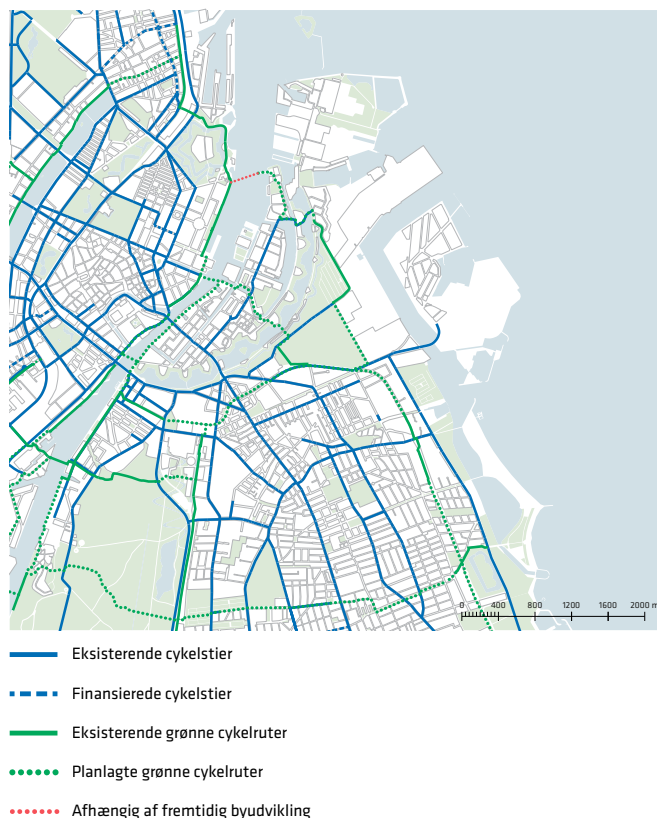 0 400 800 1200 1600 2000 m
Eksisterende cykelstier
Finansierede cykelstier
Eksisterende grønne cykelruter
Planlagte grønne cykelruter
Afhængig af fremtidig byudvikling